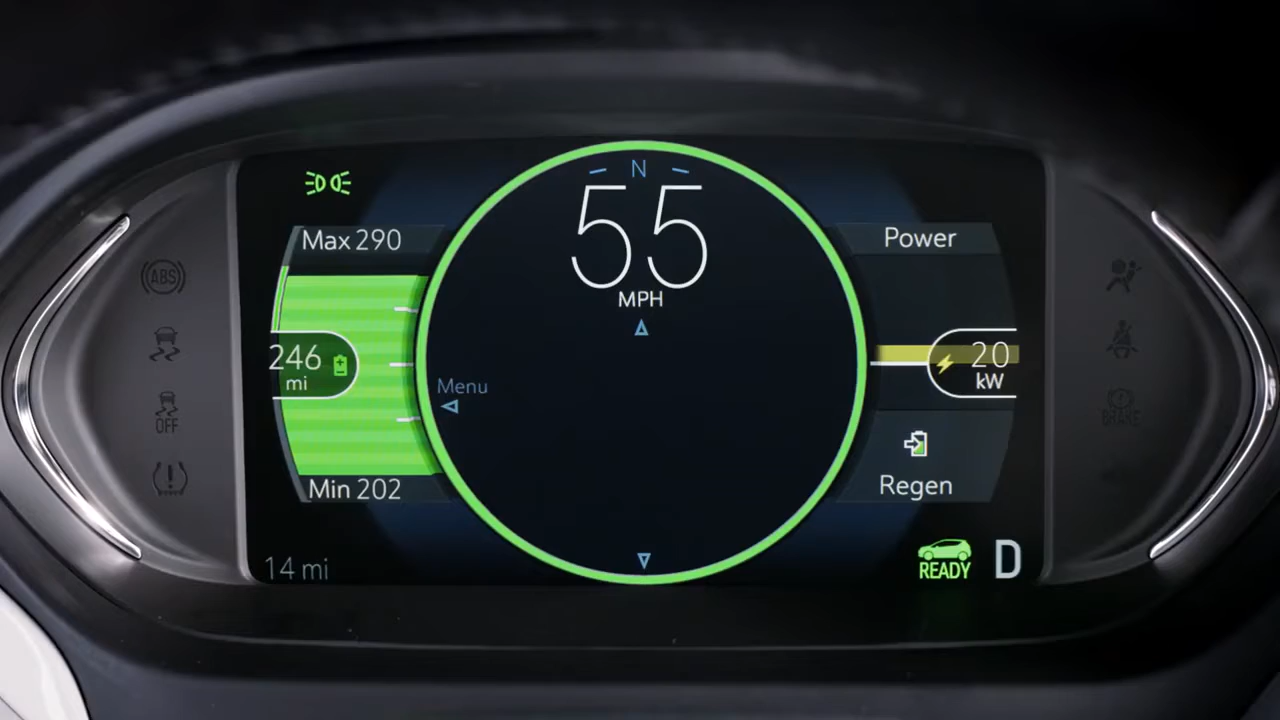 N
55
MPH
Max 290
Power
246
mi
20
kW
Menu
Min 202
Regen
14 mi
READY
D
ABS
OFF
BRAKE